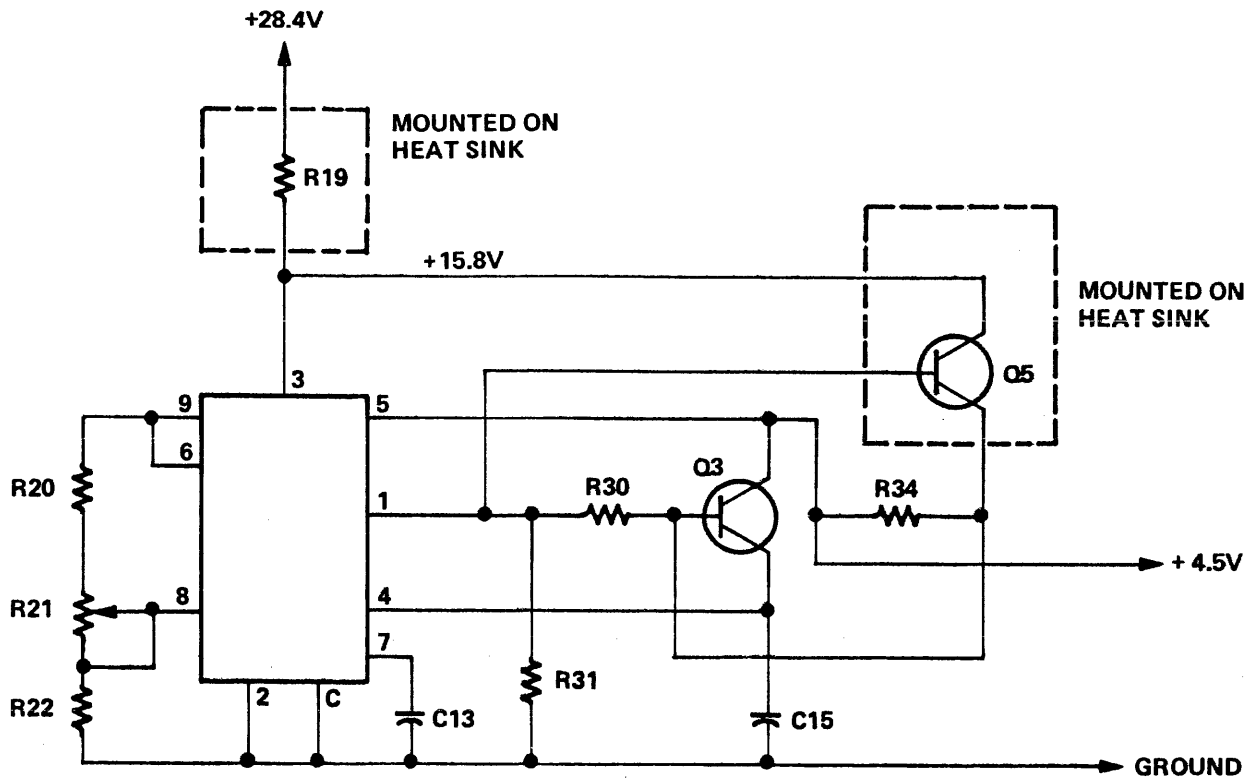 +28.4V
MOUNTED ON
HEAT SINK
R19
+15.8V
MOUNTED ON
HEAT SINK
Q5
3
9
5
6
Q3
R20
R30
R34
1
+ 4.5V
R21
8
4
7
R31
R22
2
C
C13
C15
GROUND